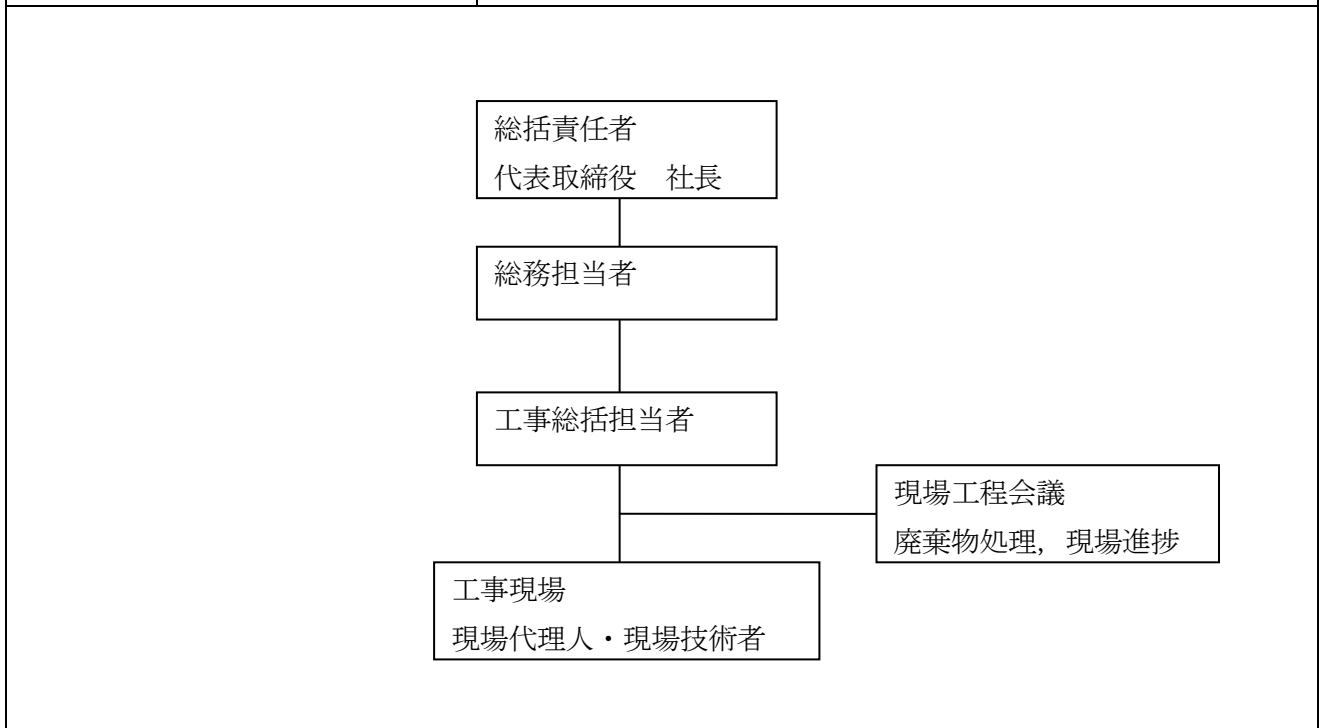 総括責任者
代表取締役　社長
総務担当者
工事総括担当者
現場工程会議
廃棄物処理，現場進捗
工事現場
現場代理人・現場技術者